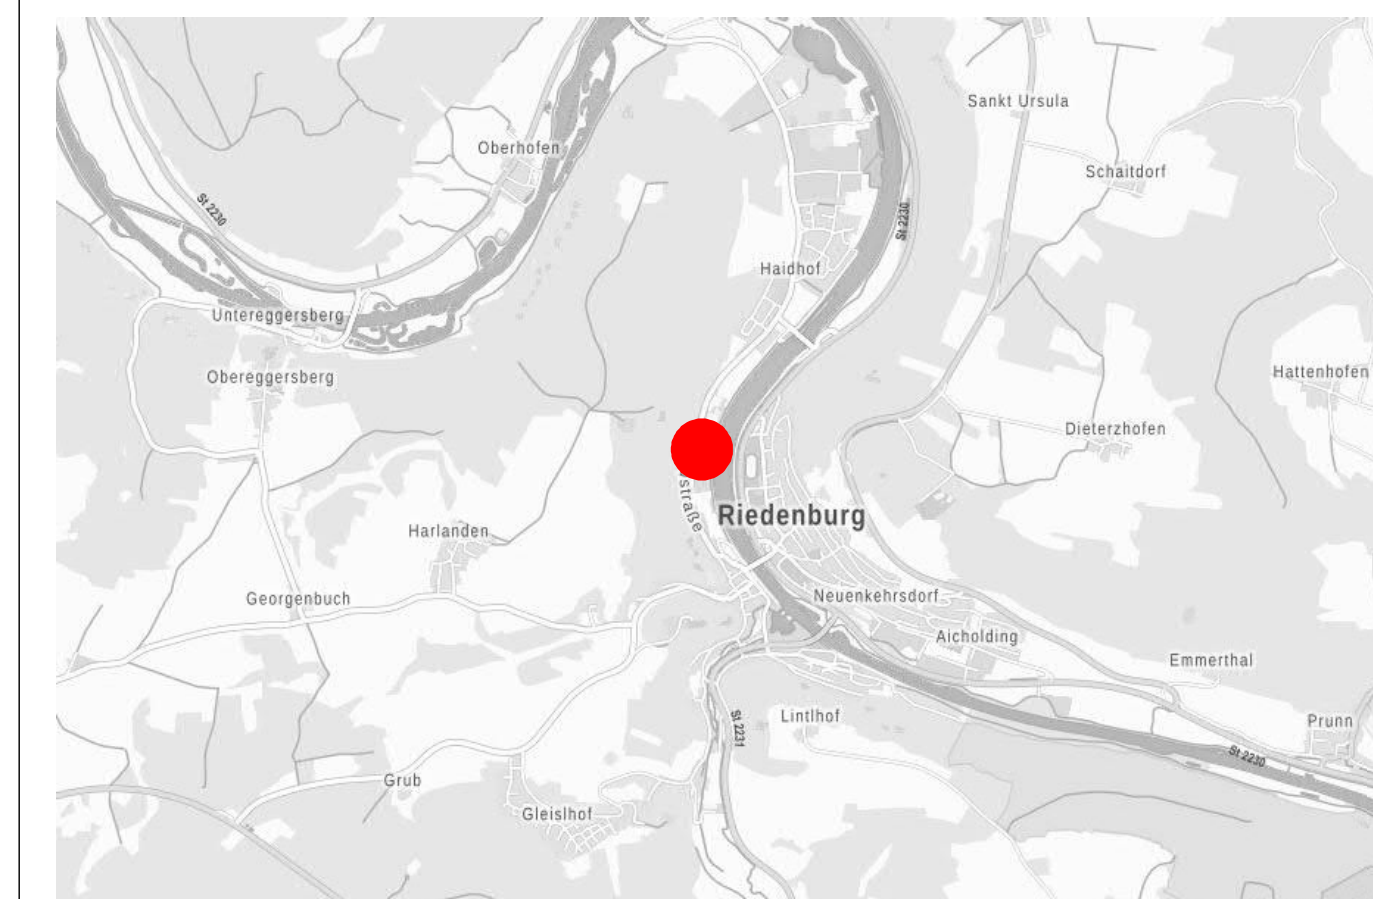 Sankt Ursula
Oberhofen
Schaitdorf
St 2230
St 2230
Haidhof
Untereggersberg
Obereggersberg
Hattenhofen
Dieterzhofen
straße
Riedenburg
Harlanden
Georgenbuch
Neuenkehrsdorf
Aicholding
Emmerthal
Lintlhof
St 2231
Prunn
St 2230
Grub
Gleislhof